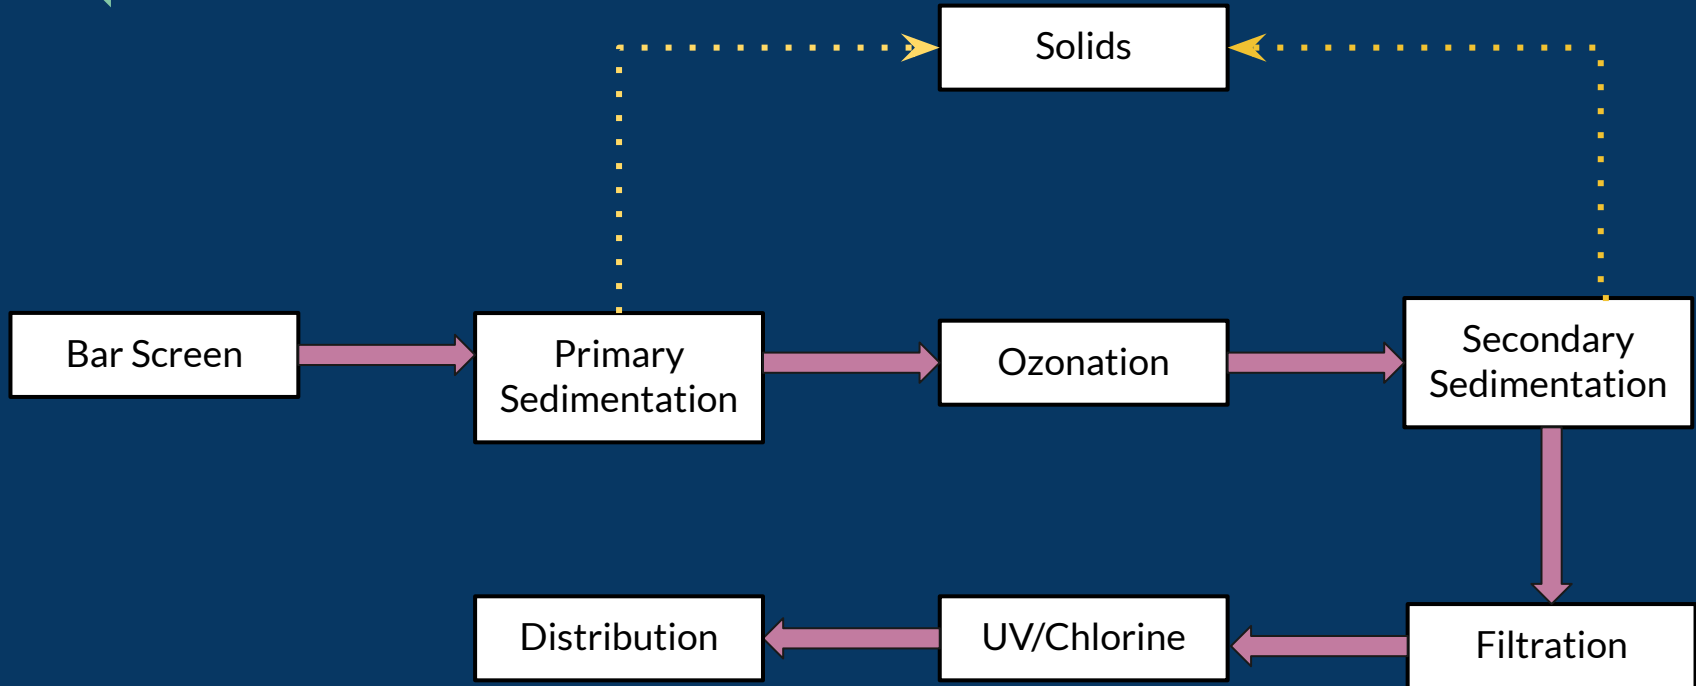 Solids
Bar Screen
Primary
Sedimentation
Ozonation
Secondary
Sedimentation
Distribution
UV/Chlorine
Filtration